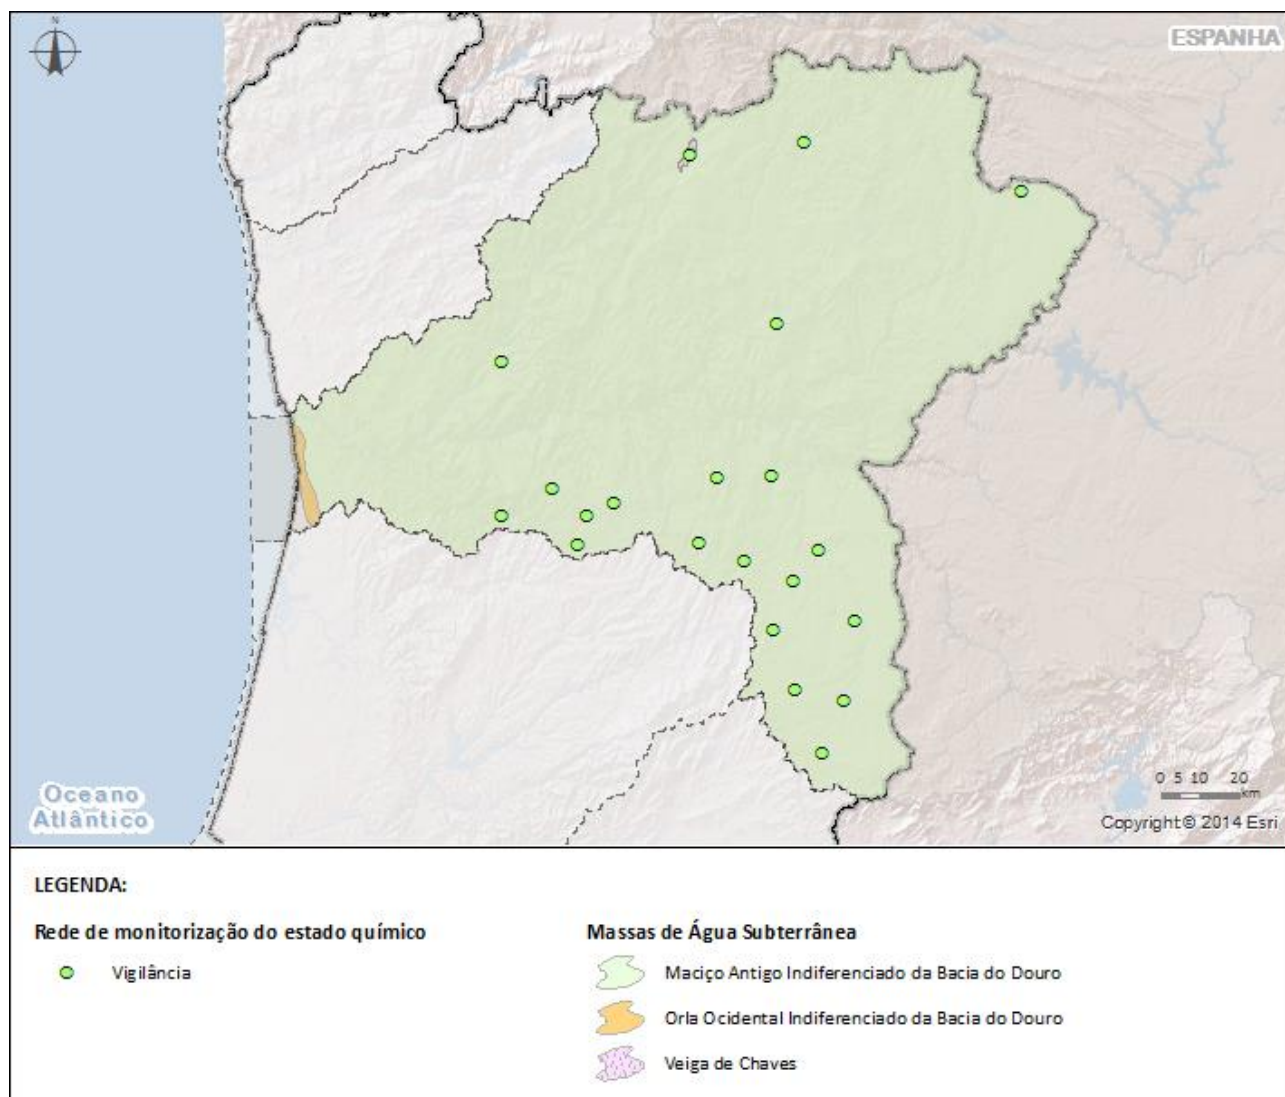 N
ESPANHA
Oceano
Atlântico
0 5 10 20
km
Copyright© 2014 Esri
LEGENDA:
Rede de monitorização do estado químico
Vigilância
Massas de Água Subterrânea
Maciço Antigo Indiferenciado da Bacia do Douro
Orla Ocidental Indiferenciado da Bacia do Douro
Veiga de Chaves